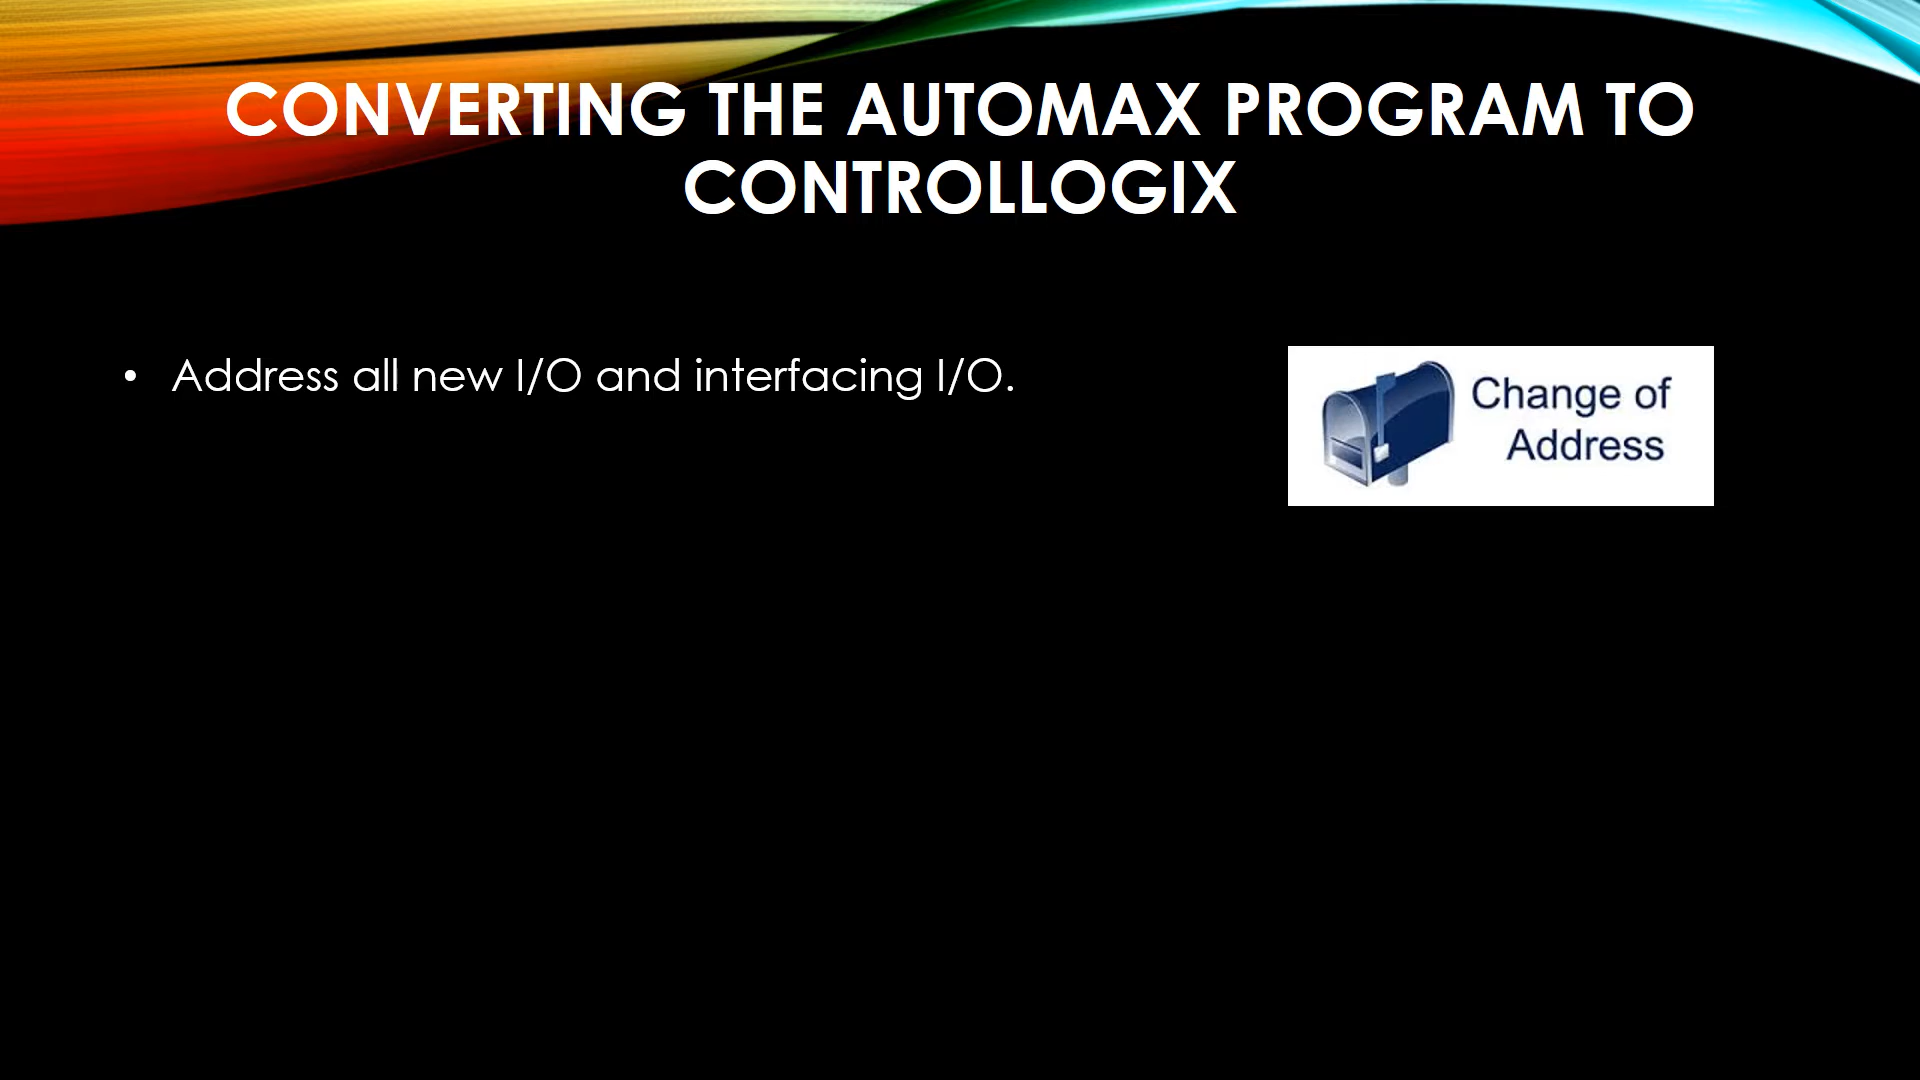 CONVERTING THE AUTOMAX PROGRAM TO
CONTROLLOGIX
• Address all new I/O and interfacing I/O.
Change of
Address